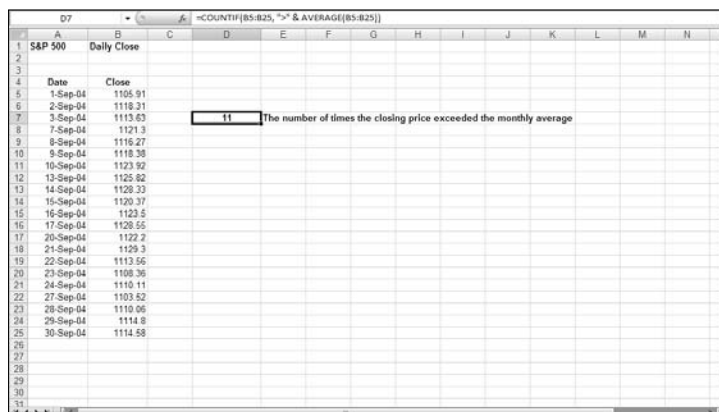 D7 fx =COUNTIF(B5:B25, ">" & AVERAGE(B5:B25))
A B C D E F G H I J K L M N
1 S&P 500 Daily Close
2
3
4 Date Close
5 1-Sep-04 1105.91
6 2-Sep-04 1118.31
7 3-Sep-04 1113.63 11 The number of times the closing price exceeded the monthly average
8 7-Sep-04 1121.3
9 8-Sep-04 1116.27
10 9-Sep-04 1118.38
11 10-Sep-04 1123.92
12 13-Sep-04 1125.82
13 14-Sep-04 1128.33
14 15-Sep-04 1120.37
15 16-Sep-04 1123.5
16 17-Sep-04 1128.55
17 20-Sep-04 1122.2
18 21-Sep-04 1129.3
19 22-Sep-04 1113.56
20 23-Sep-04 1108.36
21 24-Sep-04 1110.11
22 27-Sep-04 1103.52
23 28-Sep-04 1110.06
24 29-Sep-04 1114.8
25 30-Sep-04 1114.58
26
27
28
29
30
31